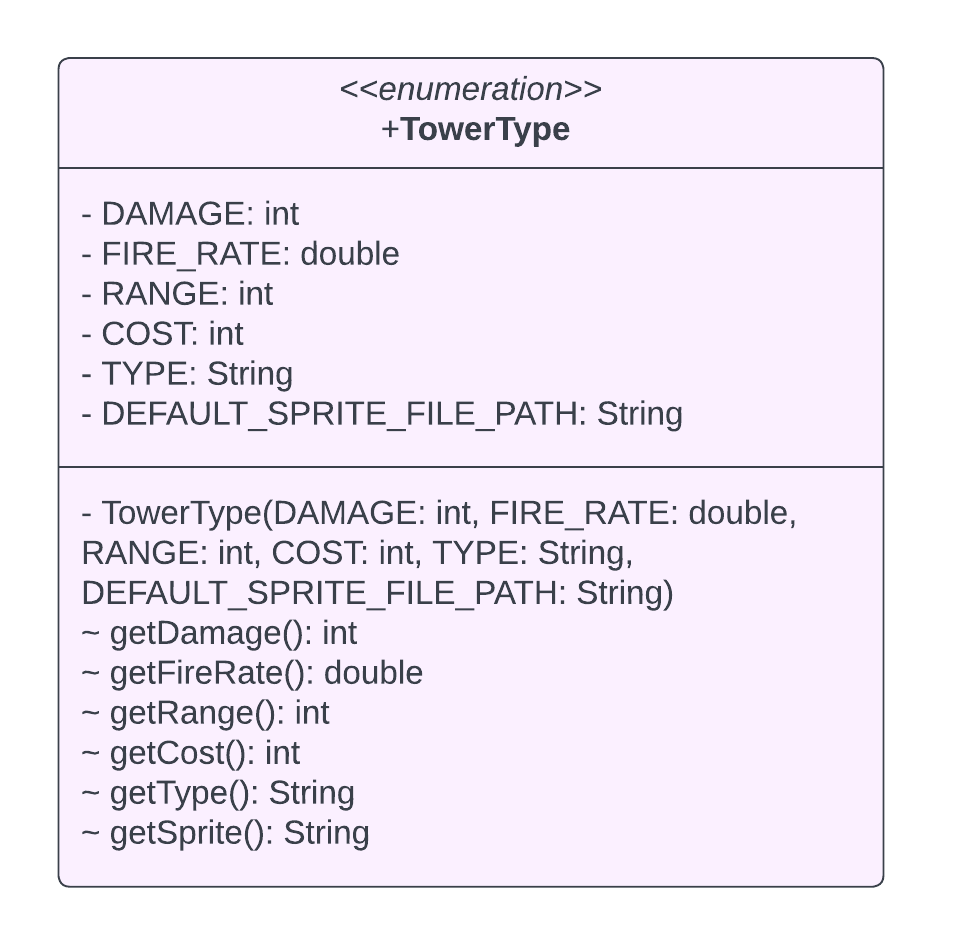 <<enumeration>>
+TowerType
- DAMAGE: int
- FIRE_RATE: double
- RANGE: int
- COST: int
- TYPE: String
- DEFAULT_SPRITE_FILE_PATH: String
- TowerType(DAMAGE: int, FIRE_RATE: double,
RANGE: int, COST: int, TYPE: String,
DEFAULT_SPRITE_FILE_PATH: String)
~ getDamage(): int
~ getFireRate(): double
~ getRange(): int
~ getCost(): int
~ getType(): String
~ getSprite(): String